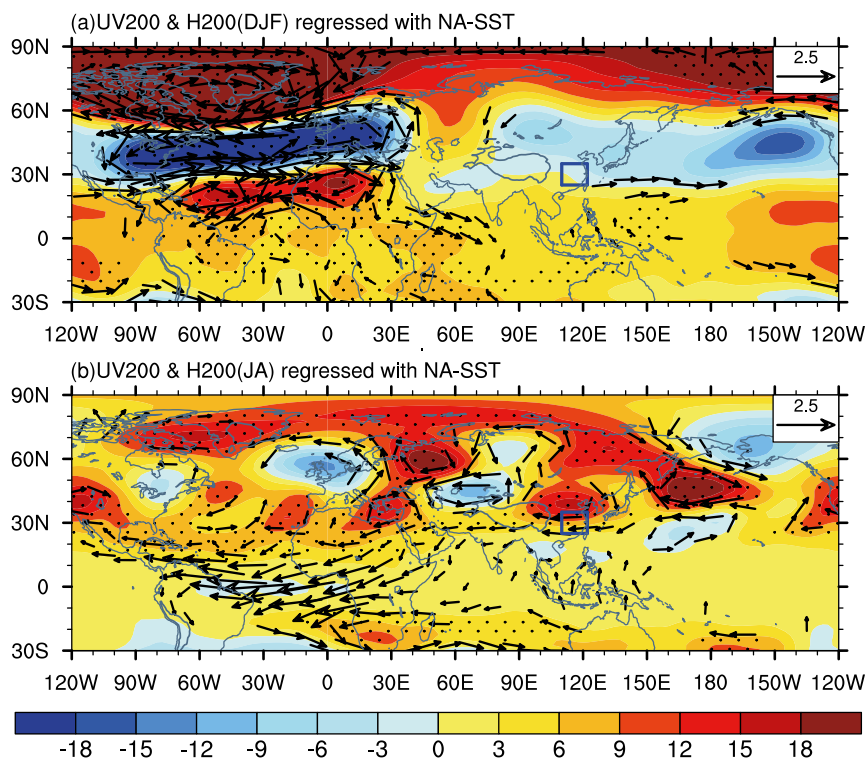 (a)UV200 & H200(DJF) regressed with NA-SST
90N
2.5
60N
30N
0
30S
120W 90W 60W 30W 0 30E 60E 90E 120E 150E 180 150W 120W
(b)UV200 & H200(JA) regressed with NA-SST
90N
2.5
60N
30N
0
30S
120W 90W 60W 30W 0 30E 60E 90E 120E 150E 180 150W 120W
-18 -15 -12 -9 -6 -3 0 3 6 9 12 15 18